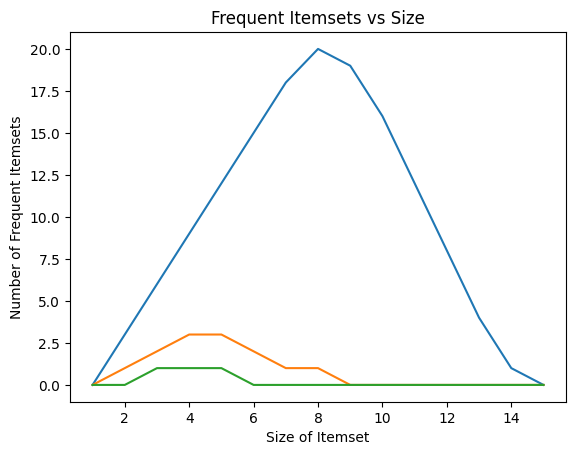 Frequent Itemsets vs Size
Number of Frequent Itemsets
20.0
17.5
15.0
12.5
10.0
7.5
5.0
2.5
0.0
2 4 6 8 10 12 14
Size of Itemset